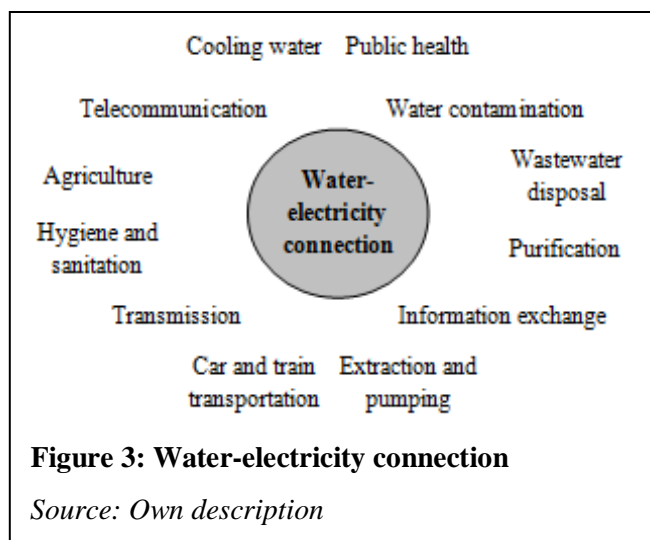 Cooling water Public health
Telecommunication Water contamination
Agriculture
Water-
electricity
connection
Wastewater
disposal
Hygiene and
sanitation
Purification
Transmission
Information exchange
Car and train
transportation
Extraction and
pumping
Figure 3: Water-electricity connection
Source: Own description